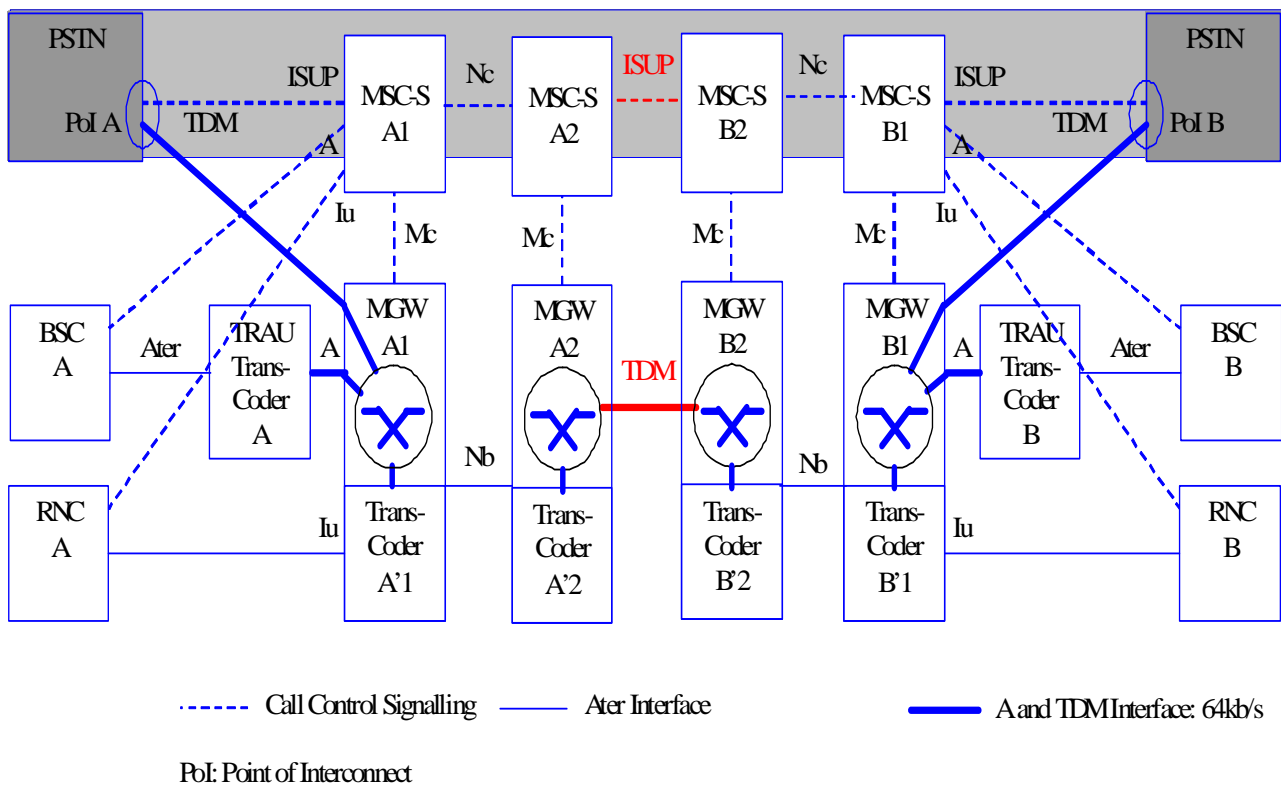 PSTN
PSTN
ISUP
Nc
ISUP
Nc
ISUP
MSC-S
A1
MSC-S
A2
MSC-S
B2
MSC-S
B1
PoI A
TDM
TDM
PoI B
A
A
Iu
Iu
Mc
Mc
Mc
Mc
BSC
A
Ater
TRAU
Trans-
Coder
A
A
MGW
A1
MGW
A2
TDM
MGW
B2
MGW
B1
A
TRAU
Trans-
Coder
B
Ater
BSC
B
Nb
Nb
RNC
A
Iu
Trans-
Coder
A'1
Trans-
Coder
A'2
Trans-
Coder
B'2
Trans-
Coder
B'1
Iu
RNC
B
Call Control Signalling
Ater Interface
A and TDM Interface: 64kb/s
PoI: Point of Interconnect